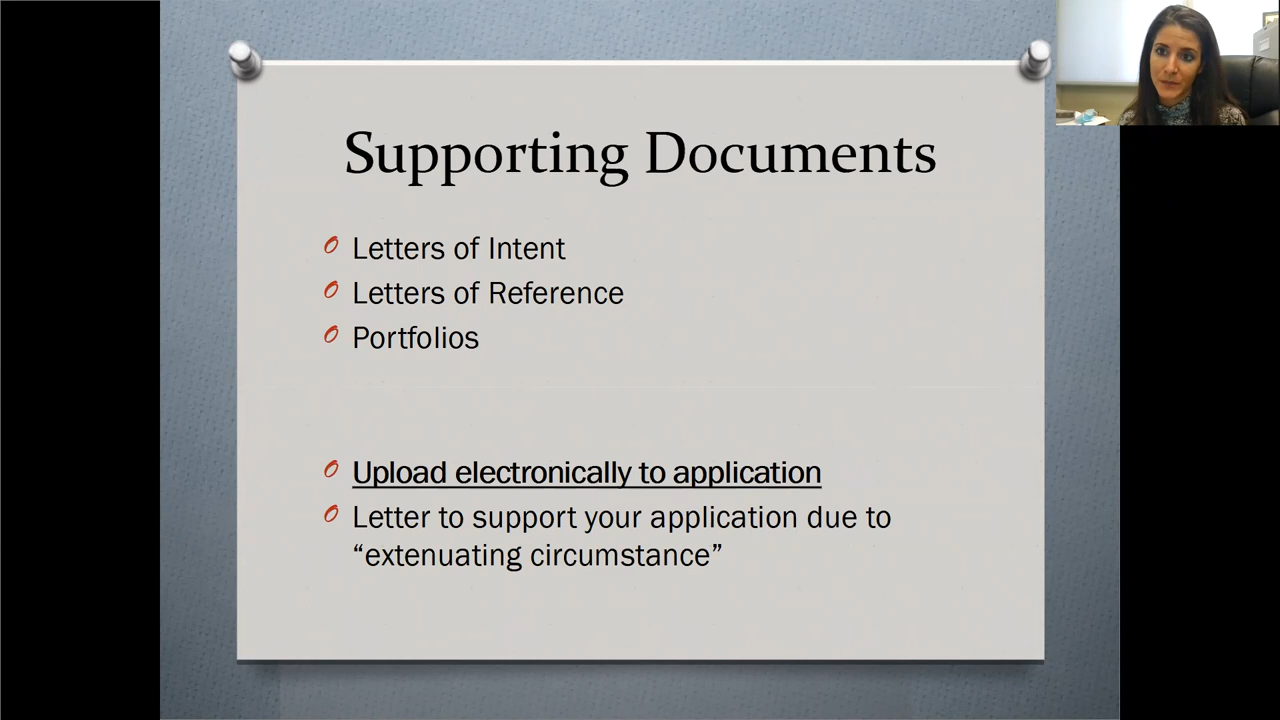 Supporting Documents
Letters of Intent
Letters of Reference
Portfolios
Upload electronically to application
Letter to support your application due to
“extenuating circumstance”